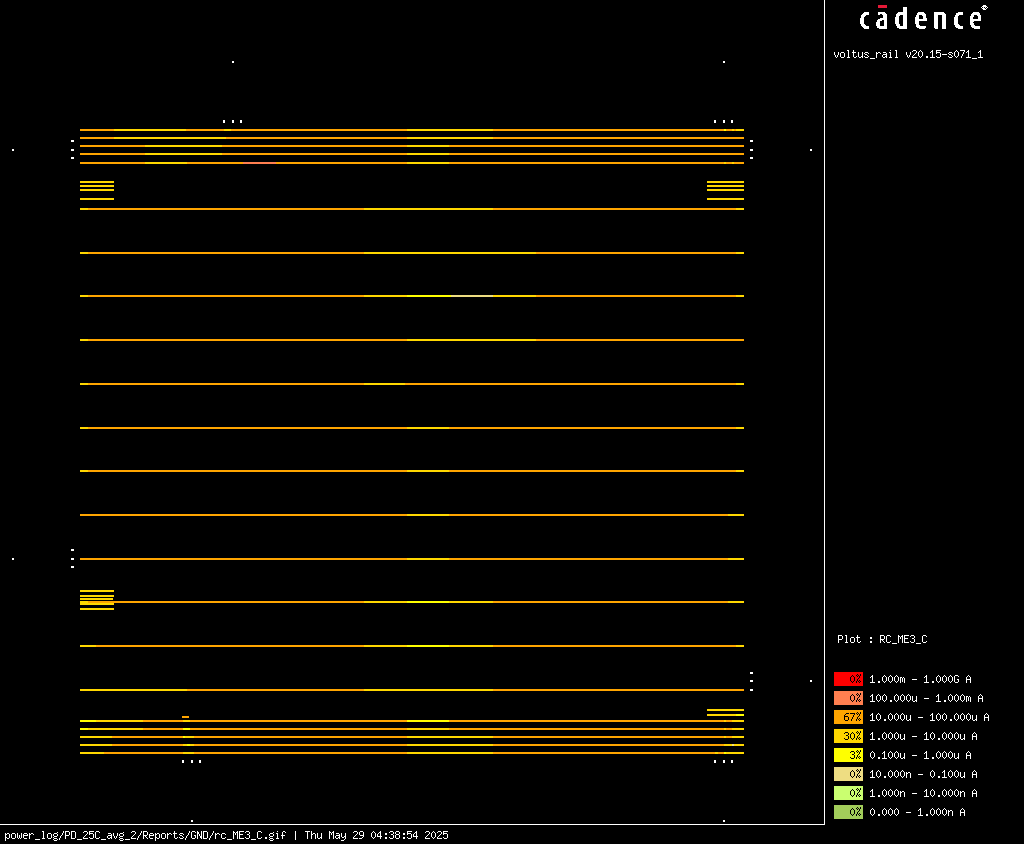 cādence®
voltus_rail v20.15-s071_1
Plot : RC_ME3_C
0% 1.000m - 1.000G A
0% 100.000u - 1.000m A
67% 10.000u - 100.000u A
30% 1.000u - 10.000u A
3% 0.100u - 1.000u A
0% 10.000n - 0.100u A
0% 1.000n - 10.000n A
0% 0.000 - 1.000n A
power_log/PD_25C_avg_2/Reports/GND/rc_ME3_C.gif | Thu May 29 04:38:54 2025